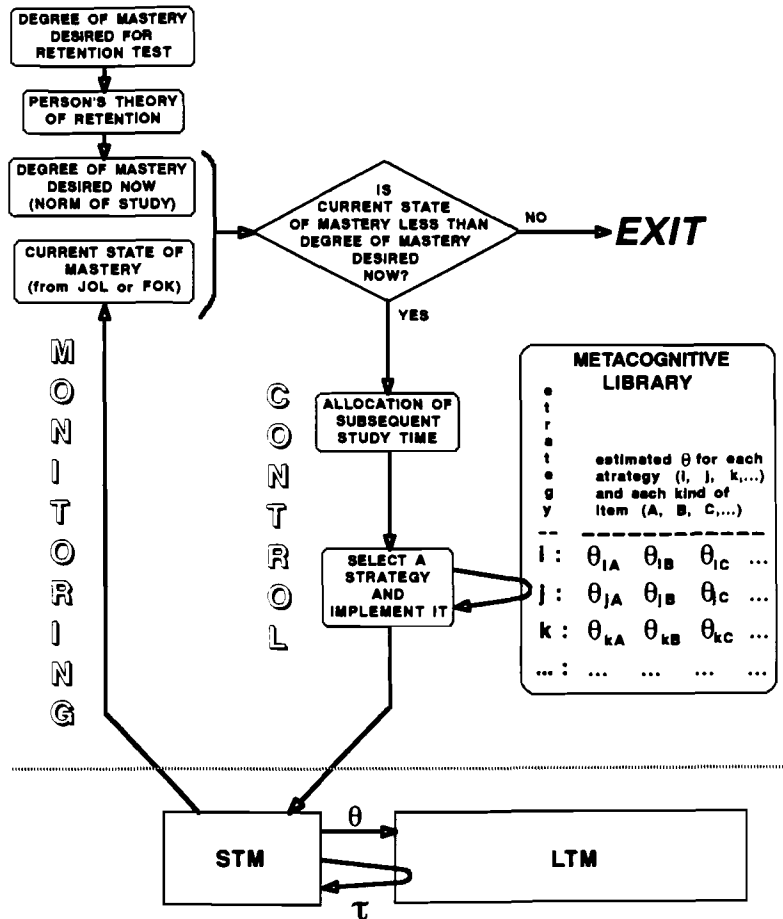 DEGREE OF MASTERY
DESIRED FOR
RETENTION TEST
PERSON'S THEORY
OF RETENTION
DEGREE OF MASTERY
DESIRED NOW
(NORM OF STUDY)
CURRENT STATE OF
MASTERY
(from JOL or FOK)
IS
CURRENT STATE
OF MASTERY LESS THAN
DEGREE OF MASTERY
DESIRED
NOW?
NO
EXIT
YES
MONITORING
CONTROL
ALLOCATION OF
SUBSEQUENT
STUDY TIME
SELECT A
STRATEGY
AND
IMPLEMENT IT
METACOGNITIVE
LIBRARY
strategy
estimated θ for each
strategy (i, j, k,...)
and each kind of
item (A, B, C,...)
i : θiA θiB θiC ...
j : θjA θjB θjC ...
k : θkA θkB θkC ...
... : ... ... ... ...
STM
θ
τ
LTM